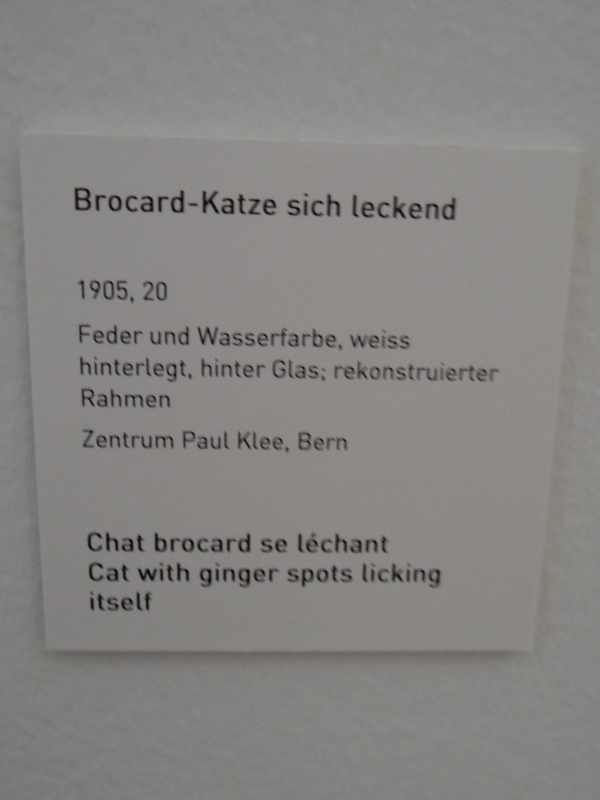 Brocard-Katze sich leckend
1905, 20
Feder und Wasserfarbe, weiss
hinterlegt, hinter Glas; rekonstruierter
Rahmen
Zentrum Paul Klee, Bern
Chat brocard se léchant
Cat with ginger spots licking
itself